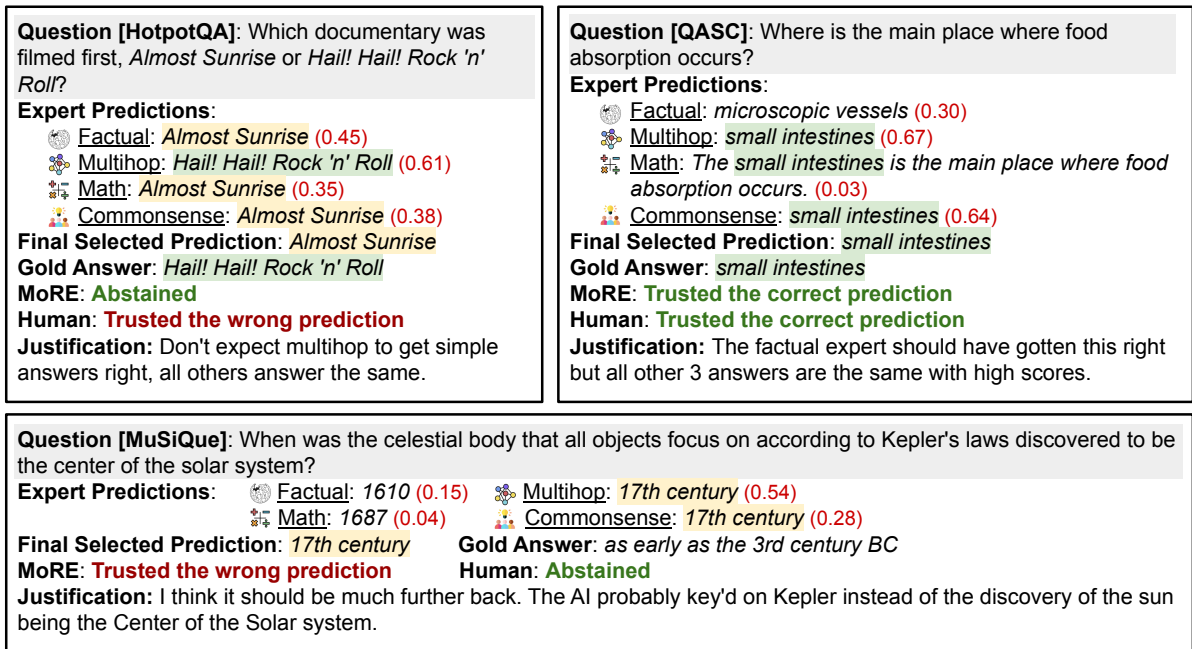 Question [HotpotQA]: Which documentary was
filmed first, Almost Sunrise or Hail! Hail! Rock 'n'
Roll?
Expert Predictions:
Factual: Almost Sunrise (0.45)
Multihop: Hail! Hail! Rock 'n' Roll (0.61)
Math: Almost Sunrise (0.35)
Commonsense: Almost Sunrise (0.38)
Final Selected Prediction: Almost Sunrise
Gold Answer: Hail! Hail! Rock 'n' Roll
MoRE: Abstained
Human: Trusted the wrong prediction
Justification: Don't expect multihop to get simple
answers right, all others answer the same.
Question [QASC]: Where is the main place where food
absorption occurs?
Expert Predictions:
Factual: microscopic vessels (0.30)
Multihop: small intestines (0.67)
Math: The small intestines is the main place where food
absorption occurs. (0.03)
Commonsense: small intestines (0.64)
Final Selected Prediction: small intestines
Gold Answer: small intestines
MoRE: Trusted the correct prediction
Human: Trusted the correct prediction
Justification: The factual expert should have gotten this right
but all other 3 answers are the same with high scores.
Question [MuSiQue]: When was the celestial body that all objects focus on according to Kepler's laws discovered to be
the center of the solar system?
Expert Predictions: Factual: 1610 (0.15) Multihop: 17th century (0.54)
Math: 1687 (0.04) Commonsense: 17th century (0.28)
Final Selected Prediction: 17th century Gold Answer: as early as the 3rd century BC
MoRE: Trusted the wrong prediction Human: Abstained
Justification: I think it should be much further back. The AI probably key'd on Kepler instead of the discovery of the sun
being the Center of the Solar system.